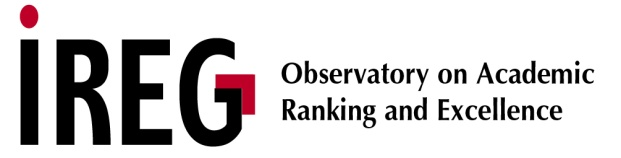 iREG
Observatory on Academic
Ranking and Excellence